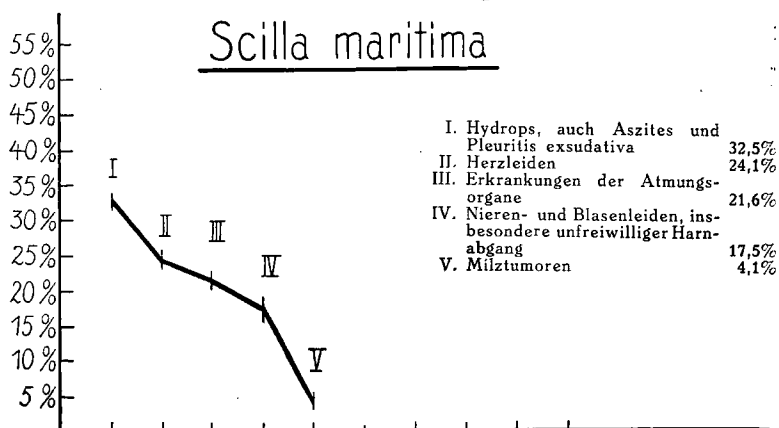 Scilla maritima
55%
50%
45%
40%
35%
30%
25%
20%
15%
10%
5%
I
II
III
IV
V
I. Hydrops, auch Aszites und
Pleuritis exsudativa 32,5%
II. Herzleiden 24,1%
III. Erkrankungen der Atmungs-
organe 21,6%
IV. Nieren- und Blasenleiden, ins-
besondere unfreiwilliger Harn-
abgang 17,5%
V. Milztumoren 4,1%